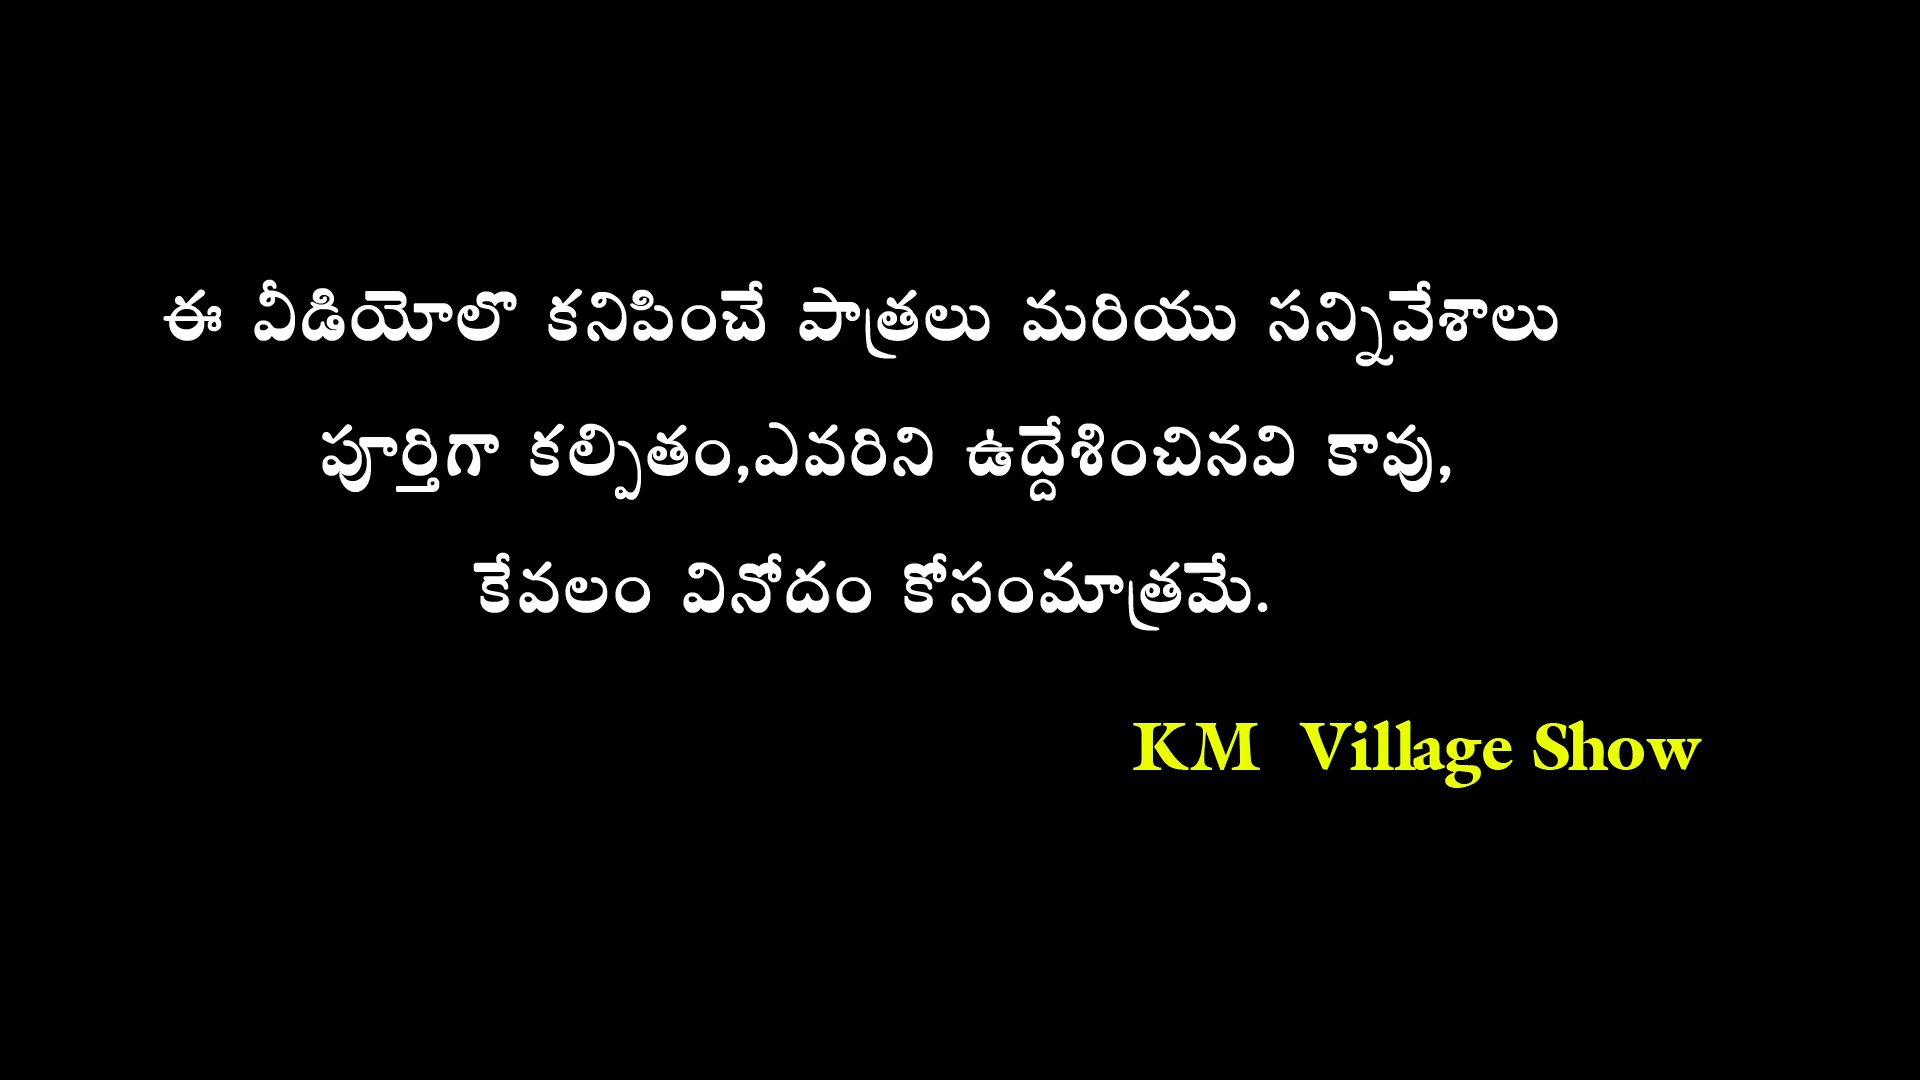 ఈ వీడియోలొ కనిపించే పాత్రలు మరియు సన్నివేశాలు
పూర్తిగా కల్పితం,ఎవరిని ఉద్దేశించినవి కావు,
కేవలం వినోదం కోసంమాత్రమే.
KM Village Show